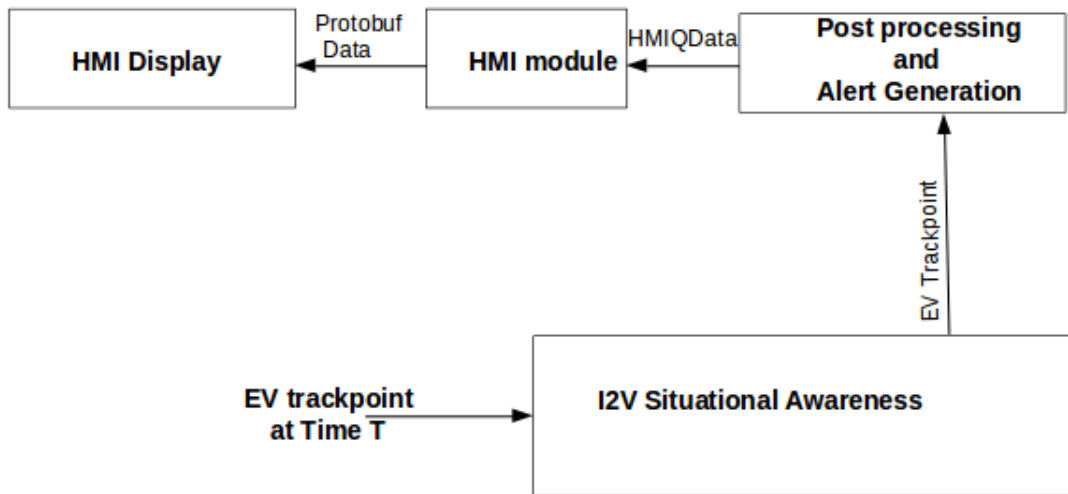 Protobuf
Data
HMI Display
HMI module
HMIQData
Post processing
and
Alert Generation
EV Trackpoint
EV trackpoint
at Time T
I2V Situational Awareness